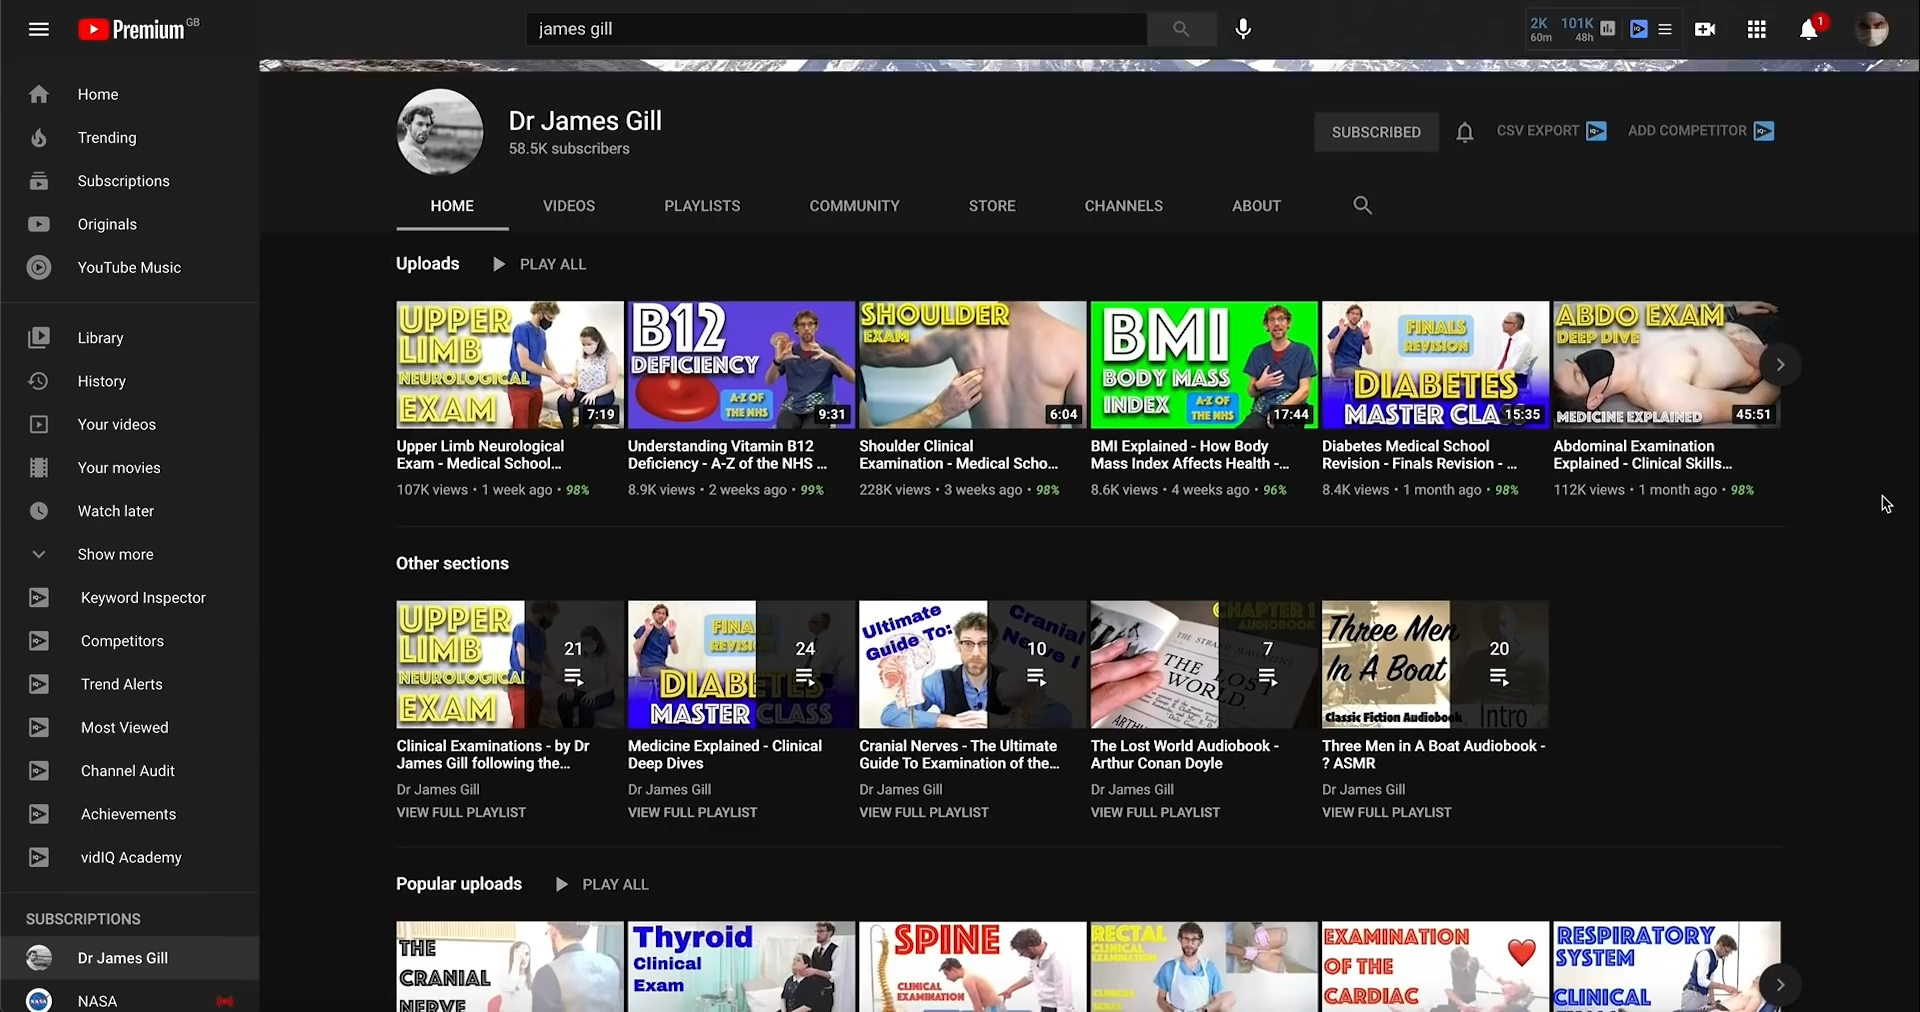 Premium GB
james gill
2K 60m
101K 48h
1
Home
Trending
Subscriptions
Originals
YouTube Music
Library
History
Your videos
Your movies
Watch later
Show more
Keyword Inspector
Competitors
Trend Alerts
Most Viewed
Channel Audit
Achievements
vidIQ Academy
SUBSCRIPTIONS
Dr James Gill
NASA
Dr James Gill
58.5K subscribers
SUBSCRIBED
CSV EXPORT
ADD COMPETITOR
HOME VIDEOS PLAYLISTS COMMUNITY STORE CHANNELS ABOUT
Uploads PLAY ALL
UPPER
LIMB
NEUROLOGICAL
EXAM
7:19
Upper Limb Neurological
Exam - Medical School...
107K views • 1 week ago • 98%
B12
DEFICIENCY
A-Z OF
THE NHS
9:31
Understanding Vitamin B12
Deficiency - A-Z of the NHS ...
8.9K views • 2 weeks ago • 99%
SHOULDER
EXAM
6:04
Shoulder Clinical
Examination - Medical Scho...
228K views • 3 weeks ago • 98%
BMI
BODY MASS
INDEX
A-Z OF
THE NHS
17:44
BMI Explained - How Body
Mass Index Affects Health -...
8.6K views • 4 weeks ago • 96%
FINALS
REVISION
DIABETES
MASTER CLA
15:35
Diabetes Medical School
Revision - Finals Revision - ...
8.4K views • 1 month ago • 98%
ABDO EXAM
DEEP DIVE
MEDICINE EXPLAINED
45:51
Abdominal Examination
Explained - Clinical Skills...
112K views • 1 month ago • 98%
Other sections
UPPER
LIMB
NEUROLOGICAL
EXAM
21
Clinical Examinations - by Dr
James Gill following the...
Dr James Gill
VIEW FULL PLAYLIST
FINA
REVIS
DIABETES
MASTER CLASS
24
Medicine Explained - Clinical
Deep Dives
Dr James Gill
VIEW FULL PLAYLIST
Ultimate
Guide To:
Cranial
Nerve I
10
Cranial Nerves - The Ultimate
Guide To Examination of the...
Dr James Gill
VIEW FULL PLAYLIST
CHAPTER 1
AUDIOBOOK
THE STRAND MAGAZINE
THE LOST
WORLD.
ARTH
7
The Lost World Audiobook -
Arthur Conan Doyle
Dr James Gill
VIEW FULL PLAYLIST
Three Men
In A Boat
Classic Fiction Audiobook
Intro
20
Three Men in A Boat Audiobook -
? ASMR
Dr James Gill
VIEW FULL PLAYLIST
Popular uploads PLAY ALL
THE
CRANIAL
NERVE
Thyroid
Clinical
Exam
SPINE
CLINICAL
EXAMINATION
RECTAL
CLINICAL
EXAMINATION
CLINICAL
SKILLS
EXAMINATION
OF THE
CARDIAC
RESPIRATORY
SYSTEM
CLINICAL